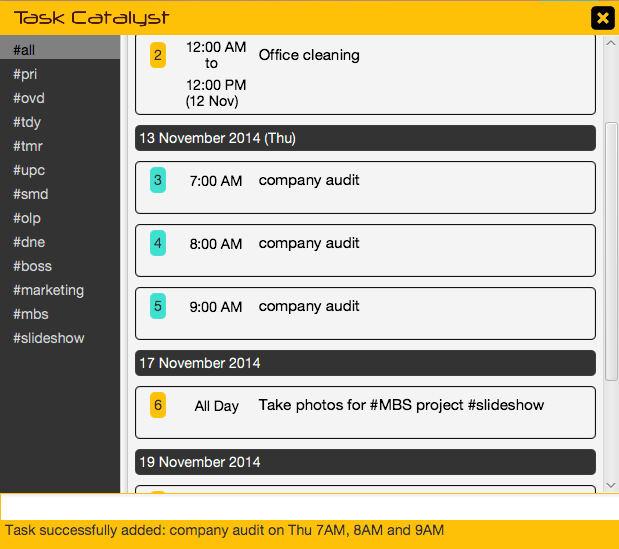 Task Catalyst
#all
#pri
#ovd
#tdy
#tmr
#upc
#smd
#olp
#dne
#boss
#marketing
#mbs
#slideshow
2
12:00 AM
to
12:00 PM
(12 Nov)
Office cleaning
13 November 2014 (Thu)
3 7:00 AM company audit
4 8:00 AM company audit
5 9:00 AM company audit
17 November 2014
6 All Day Take photos for #MBS project #slideshow
19 November 2014
Task successfully added: company audit on Thu 7AM, 8AM and 9AM